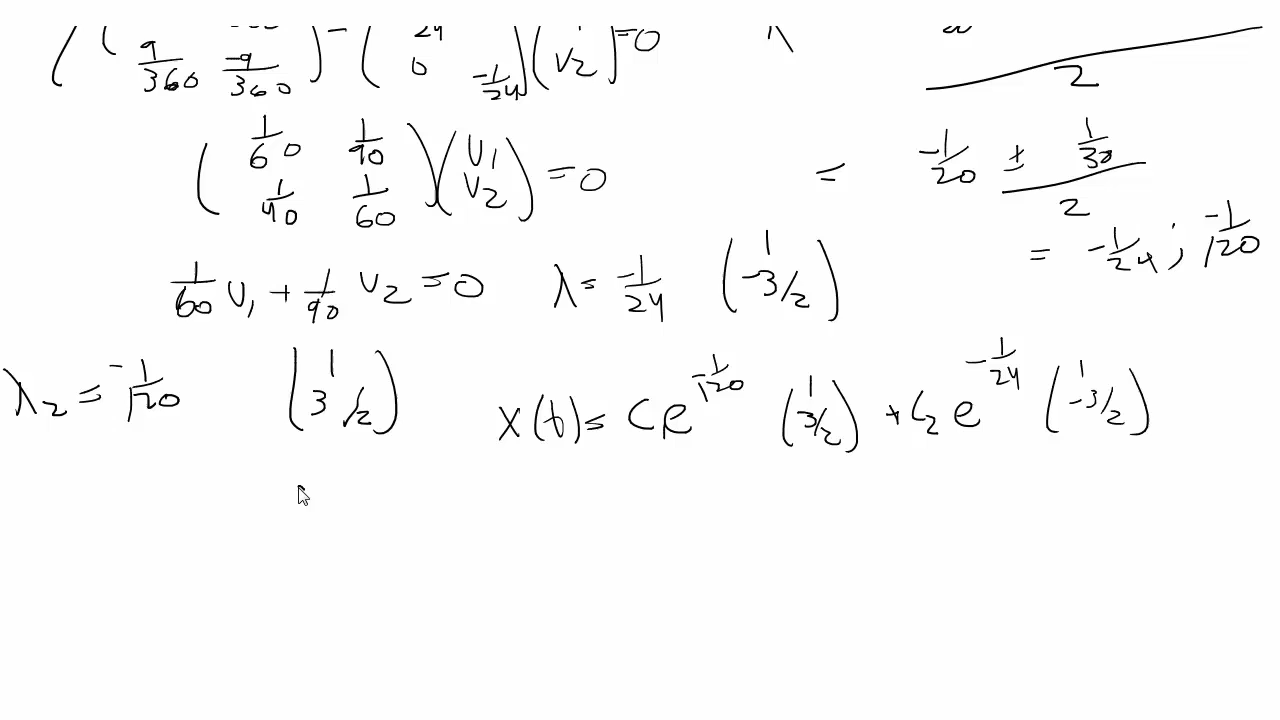 ( ( 9/360 -9/360 ) - ( 24 0 -1/24 ) ( V2 ) = 0 λ 2
( 1/60 1/90 1/40 1/60 ) ( V1 V2 ) = 0 = -1/20 ± 1/30 / 2
= -1/24 ; -1/120
1/60 V1 + 1/90 V2 = 0 λ = -1/24 ( 1 -3/2 )
λ2 = -1/120 ( 1 3/2 ) X(t) = C e^-1/120 ( 1 3/2 ) + C2 e^-1/24 ( 1 -3/2 )